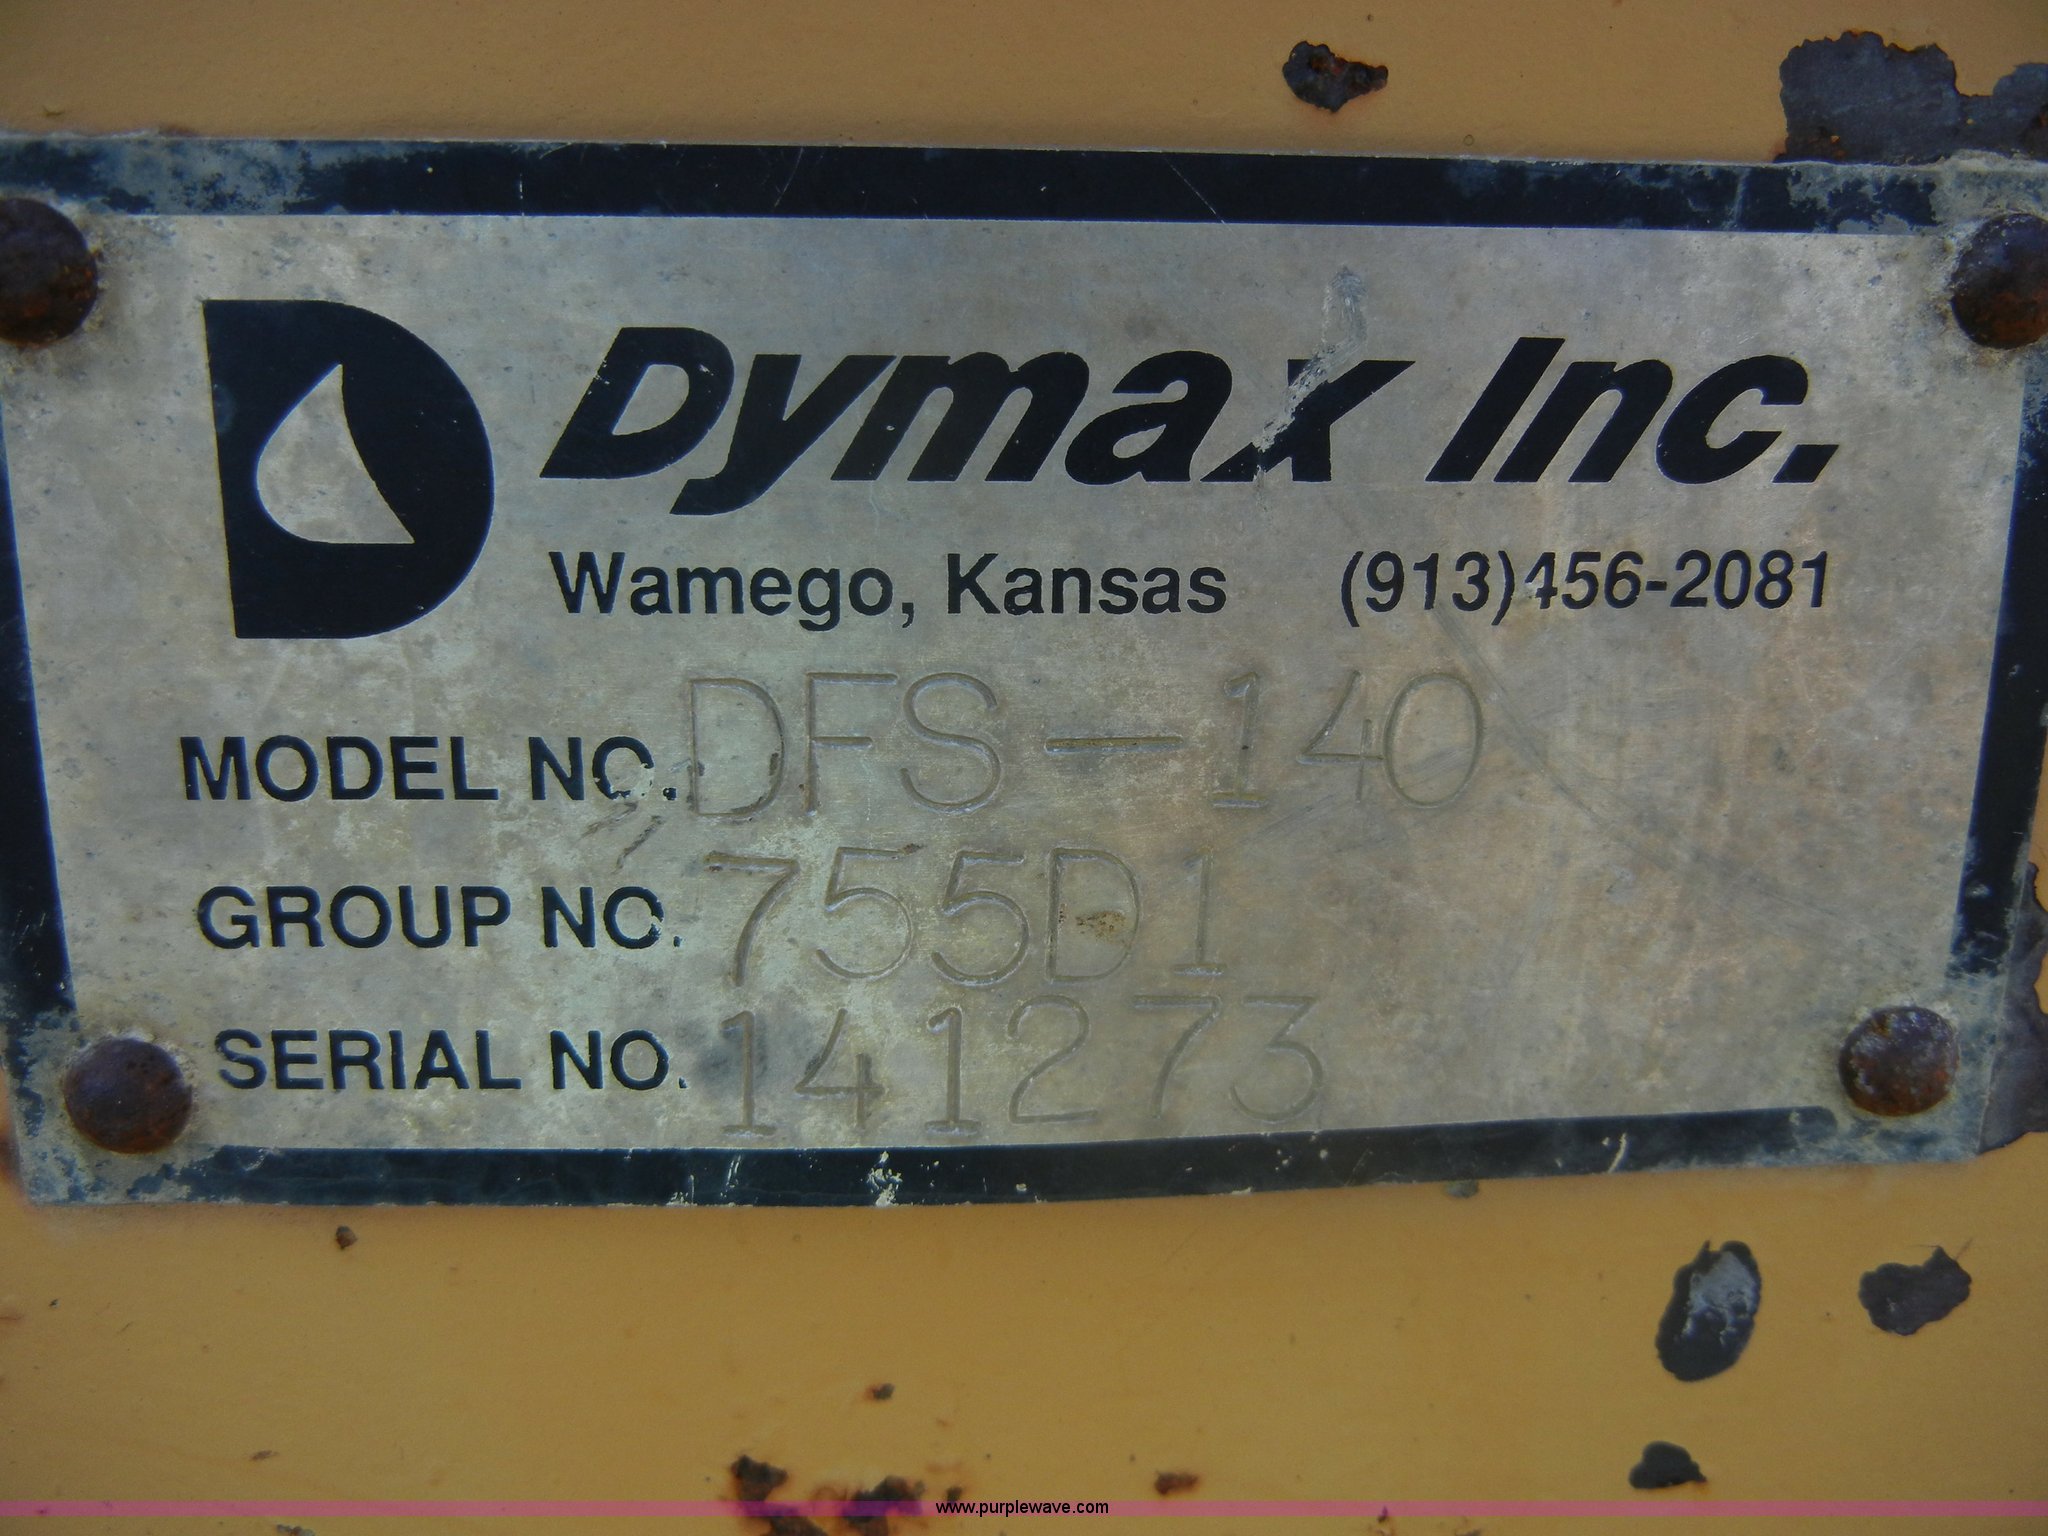 Dymax Inc.
Wamego, Kansas (913)456-2081
MODEL NO. DFS-140
GROUP NO. 755D1
SERIAL NO. 141273
www.purplewave.com